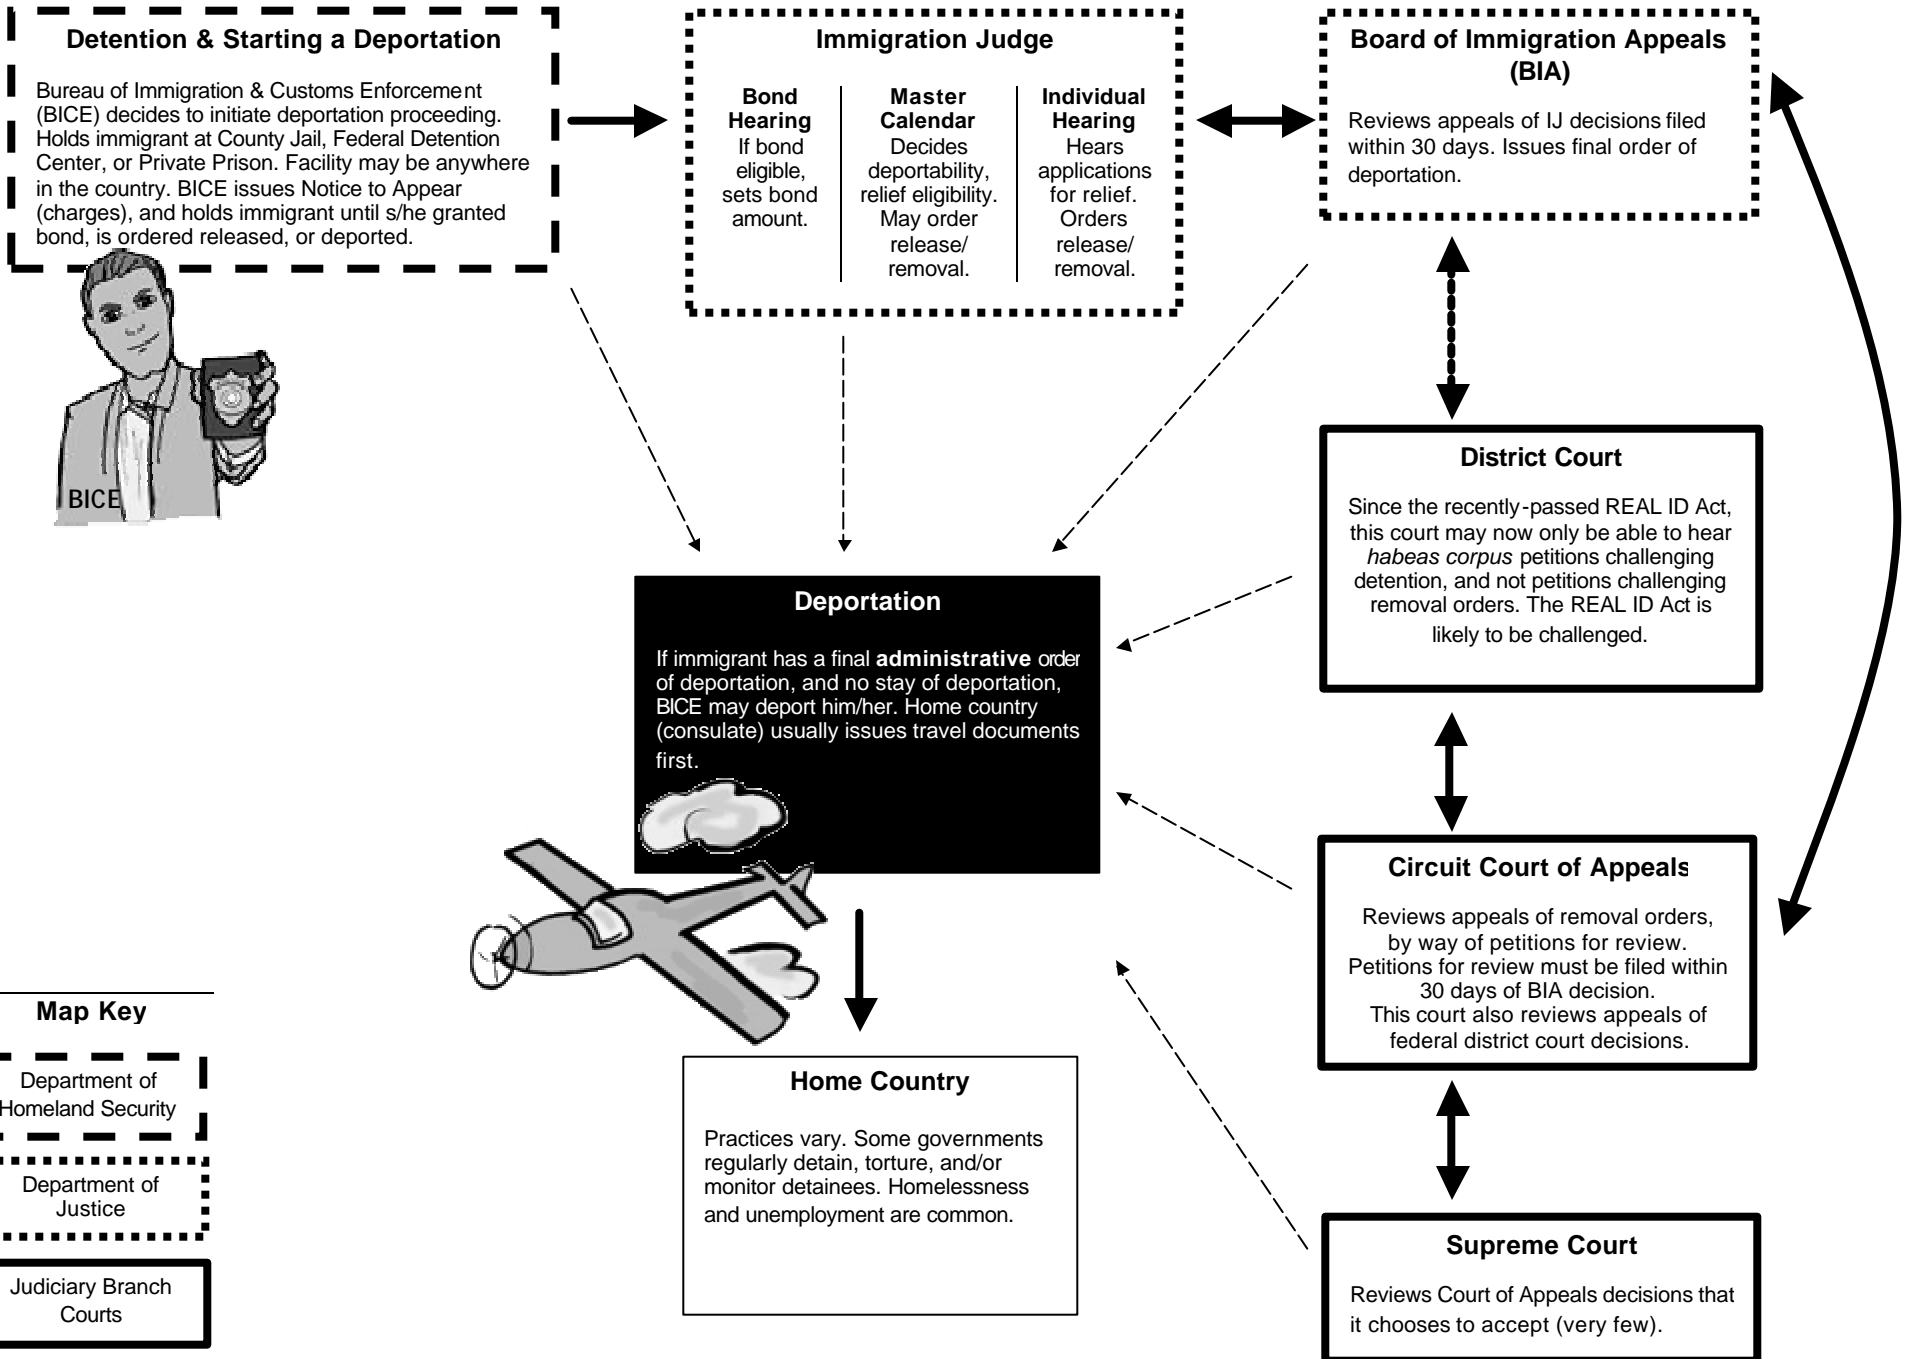 Detention & Starting a Deportation
Bureau of Immigration & Customs Enforcement
(BICE) decides to initiate deportation proceeding.
Holds immigrant at County Jail, Federal Detention
Center, or Private Prison. Facility may be anywhere
in the country. BICE issues Notice to Appear
(charges), and holds immigrant until s/he granted
bond, is ordered released, or deported.
BICE
Immigration Judge
Bond
Hearing
If bond
eligible,
sets bond
amount.
Master
Calendar
Decides
deportability,
relief eligibility.
May order
release/
removal.
Individual
Hearing
Hears
applications
for relief.
Orders
release/
removal.
Board of Immigration Appeals
(BIA)
Reviews appeals of IJ decisions filed
within 30 days. Issues final order of
deportation.
District Court
Since the recently-passed REAL ID Act,
this court may now only be able to hear
habeas corpus petitions challenging
detention, and not petitions challenging
removal orders. The REAL ID Act is
likely to be challenged.
Deportation
If immigrant has a final administrative order
of deportation, and no stay of deportation,
BICE may deport him/her. Home country
(consulate) usually issues travel documents
first.
Circuit Court of Appeals
Reviews appeals of removal orders,
by way of petitions for review.
Petitions for review must be filed within
30 days of BIA decision.
This court also reviews appeals of
federal district court decisions.
Home Country
Practices vary. Some governments
regularly detain, torture, and/or
monitor detainees. Homelessness
and unemployment are common.
Supreme Court
Reviews Court of Appeals decisions that
it chooses to accept (very few).
Map Key
Department of
Homeland Security
Department of
Justice
Judiciary Branch
Courts